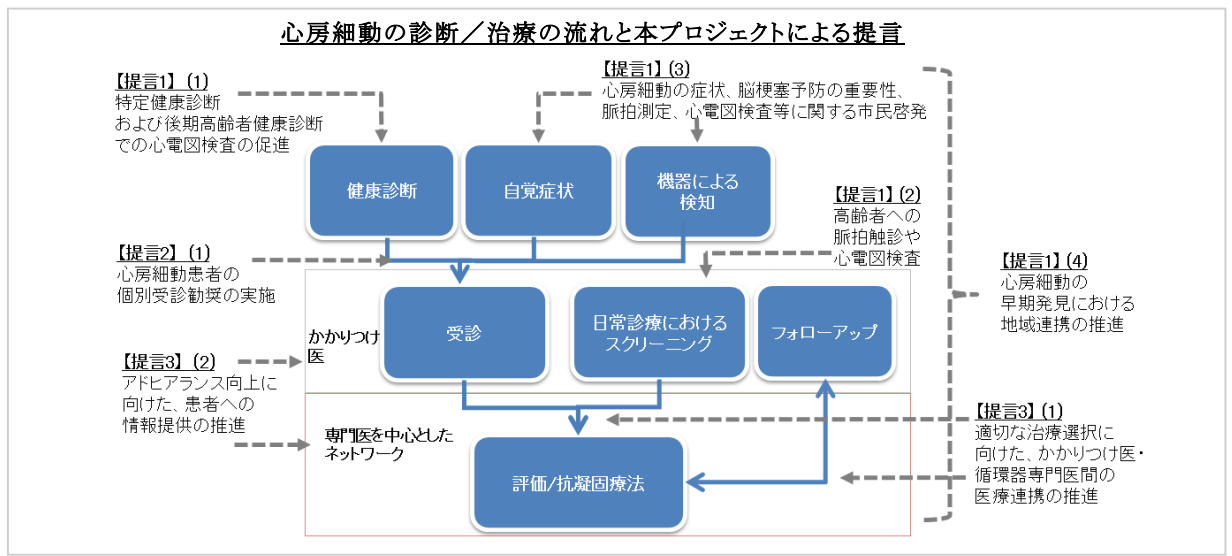 心房細動の診断／治療の流れと本プロジェクトによる提言
【提言1】 (1)
特定健康診断
および後期高齢者健康診断
での心電図検査の促進
【提言1】 (3)
心房細動の症状、脳梗塞予防の重要性、
脈拍測定、心電図検査等に関する市民啓発
健康診断
自覚症状
機器による
検知
【提言1】 (2)
高齢者への
脈拍触診や
心電図検査
【提言2】 (1)
心房細動患者の
個別受診勧奨の実施
【提言1】 (4)
心房細動の
早期発見における
地域連携の推進
かかりつけ
医
受診
日常診療における
スクリーニング
フォローアップ
【提言3】 (2)
アドヒアランス向上に
向けた、患者への
情報提供の推進
専門医を中心とした
ネットワーク
評価/抗凝固療法
【提言3】 (1)
適切な治療選択に
向けた、かかりつけ医・
循環器専門医間の
医療連携の推進